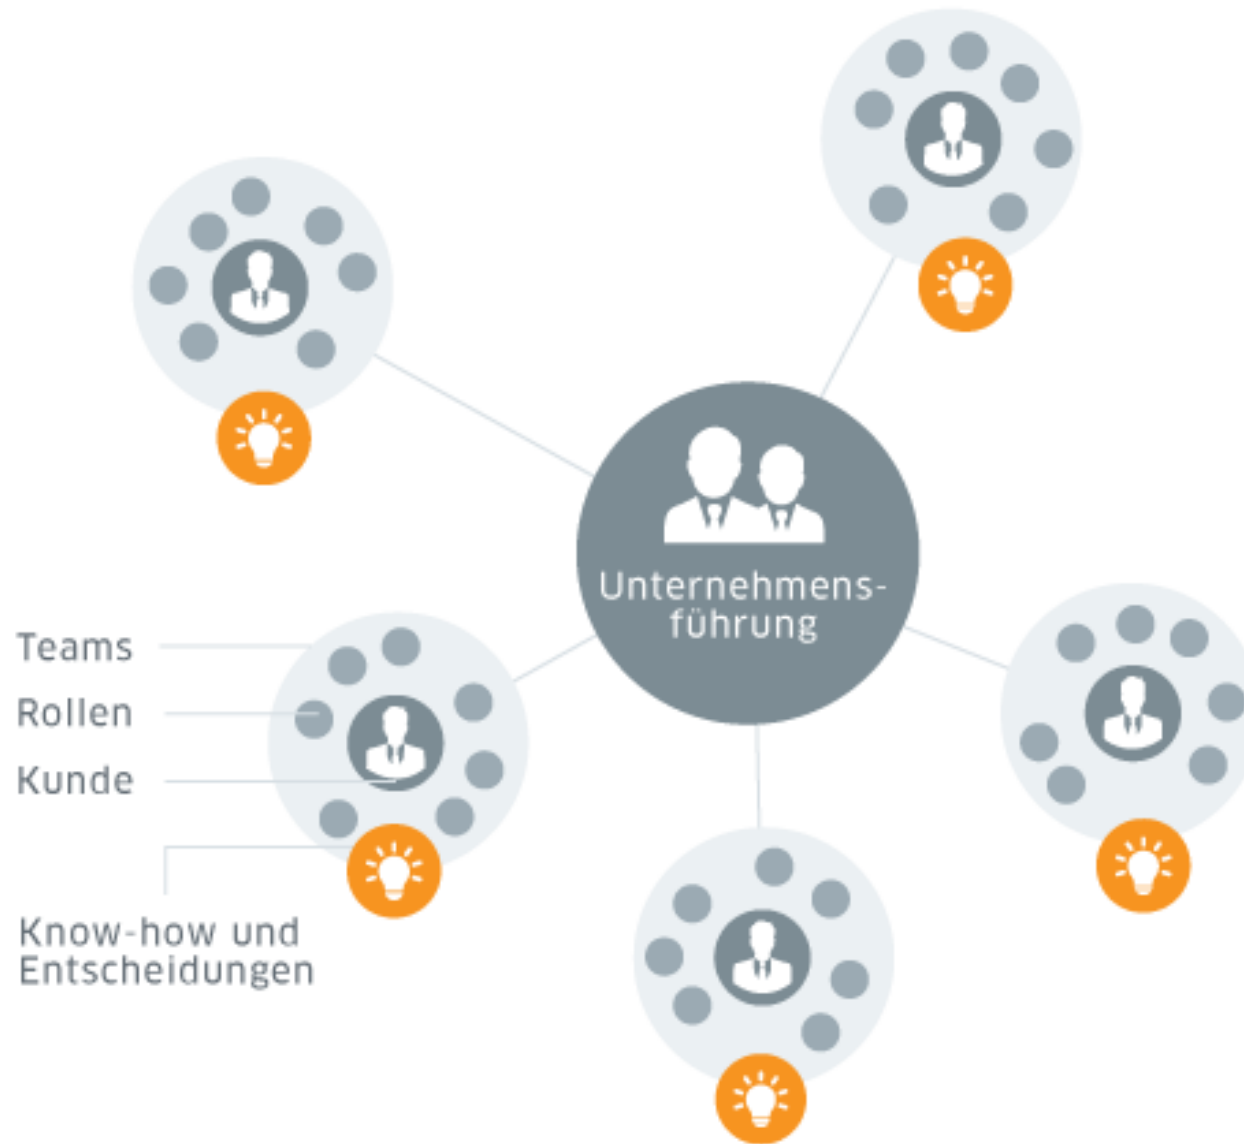 Unternehmens-
führung
Teams
Rollen
Kunde
Know-how und
Entscheidungen